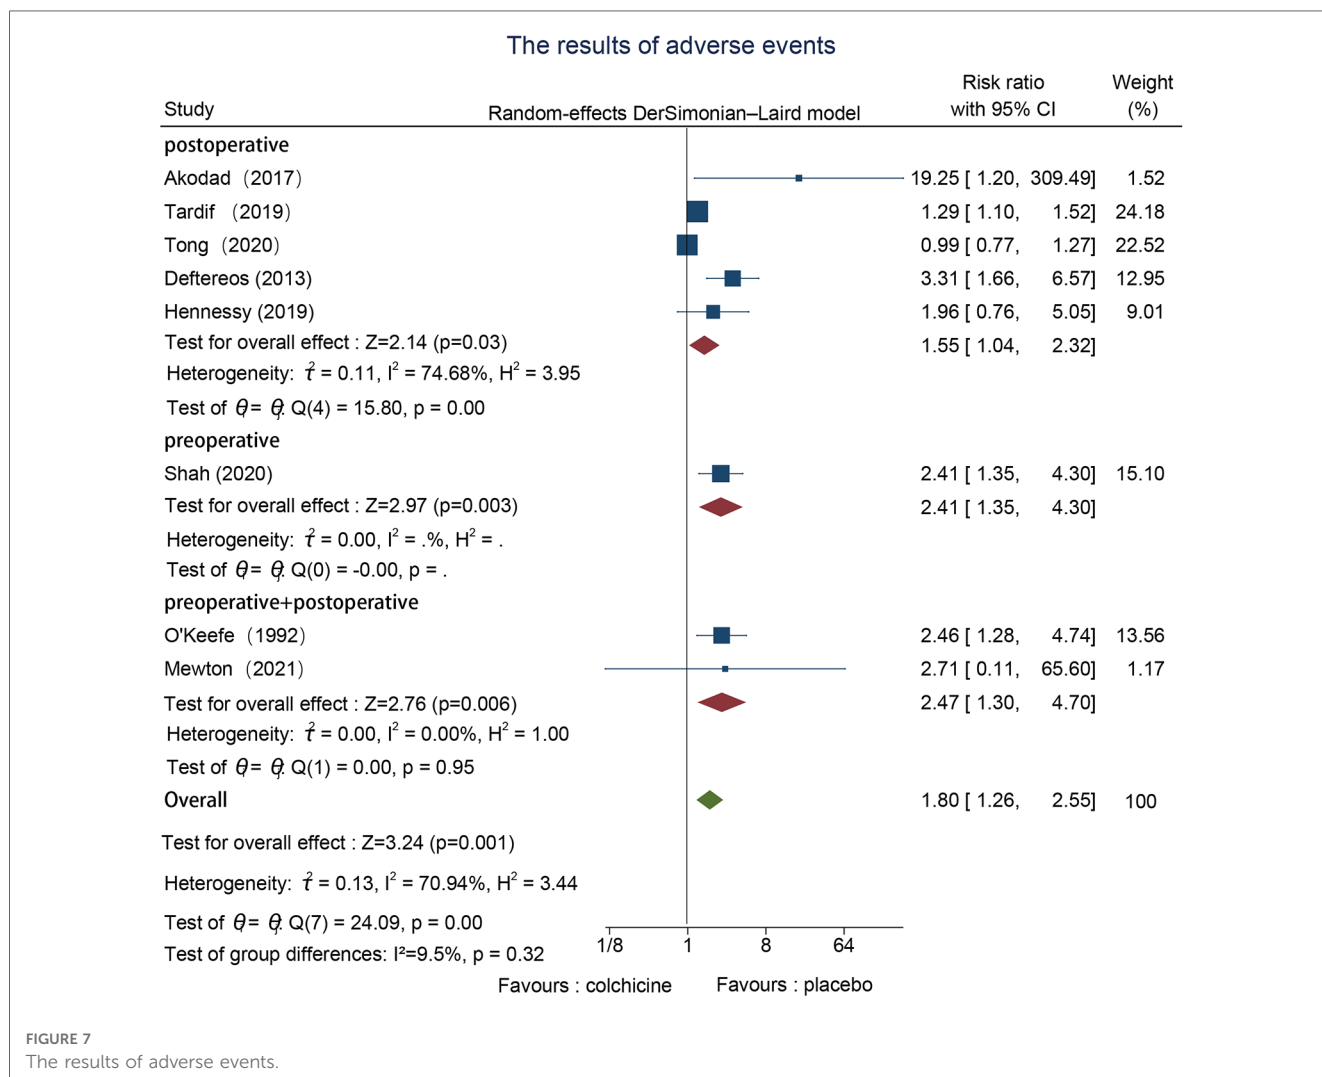 The results of adverse events
Risk ratio Weight
Study Random-effects DerSimonian–Laird model with 95% CI (%)
postoperative
Akodad (2017) 19.25 [ 1.20, 309.49] 1.52
Tardif (2019) 1.29 [ 1.10, 1.52] 24.18
Tong (2020) 0.99 [ 0.77, 1.27] 22.52
Deftereos (2013) 3.31 [ 1.66, 6.57] 12.95
Hennessy (2019) 1.96 [ 0.76, 5.05] 9.01
Test for overall effect : Z=2.14 (p=0.03) 1.55 [ 1.04, 2.32]
Heterogeneity: τ̂² = 0.11, I² = 74.68%, H² = 3.95
Test of θᵢ = θⱼ: Q(4) = 15.80, p = 0.00
preoperative
Shah (2020) 2.41 [ 1.35, 4.30] 15.10
Test for overall effect : Z=2.97 (p=0.003) 2.41 [ 1.35, 4.30]
Heterogeneity: τ̂² = 0.00, I² = .%, H² = .
Test of θᵢ = θⱼ: Q(0) = -0.00, p = .
preoperative+postoperative
O'Keefe (1992) 2.46 [ 1.28, 4.74] 13.56
Mewton (2021) 2.71 [ 0.11, 65.60] 1.17
Test for overall effect : Z=2.76 (p=0.006) 2.47 [ 1.30, 4.70]
Heterogeneity: τ̂² = 0.00, I² = 0.00%, H² = 1.00
Test of θᵢ = θⱼ: Q(1) = 0.00, p = 0.95
Overall 1.80 [ 1.26, 2.55] 100
Test for overall effect : Z=3.24 (p=0.001)
Heterogeneity: τ̂² = 0.13, I² = 70.94%, H² = 3.44
Test of θᵢ = θⱼ: Q(7) = 24.09, p = 0.00
Test of group differences: I²=9.5%, p = 0.32
1/8 1 8 64
Favours : colchicine Favours : placebo
FIGURE 7
The results of adverse events.